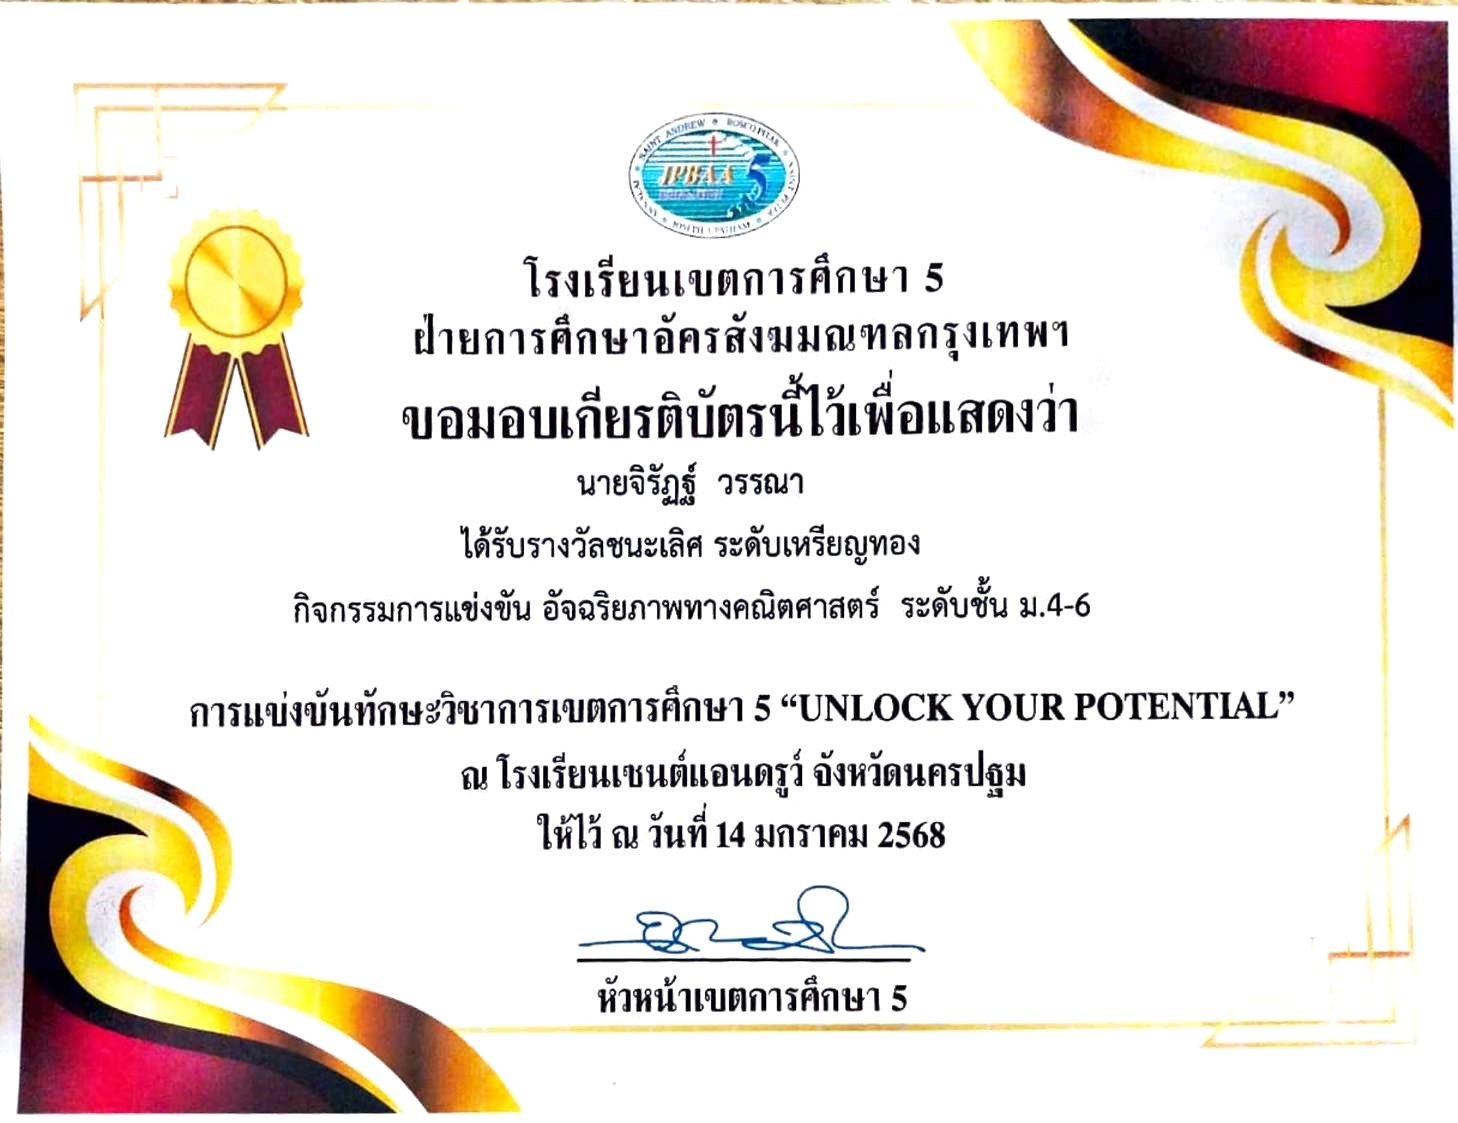 SAINT ANDREW * BOSCO PITAK * SAINT PETER * JOSEPH UPATHAM *
JPBAA 5
โรงเรียนเขตการศึกษา 5
ฝ่ายการศึกษาอัครสังฆมณฑลกรุงเทพฯ
ขอมอบเกียรติบัตรนี้ไว้เพื่อแสดงว่า
นายจิรัฏฐ์ วรรณา
ได้รับรางวัลชนะเลิศ ระดับเหรียญทอง
กิจกรรมการแข่งขัน อัจฉริยภาพทางคณิตศาสตร์ ระดับชั้น ม.4-6
การแข่งขันทักษะวิชาการเขตการศึกษา 5 “UNLOCK YOUR POTENTIAL”
ณ โรงเรียนเซนต์แอนดรูว์ จังหวัดนครปฐม
ให้ไว้ ณ วันที่ 14 มกราคม 2568
หัวหน้าเขตการศึกษา 5